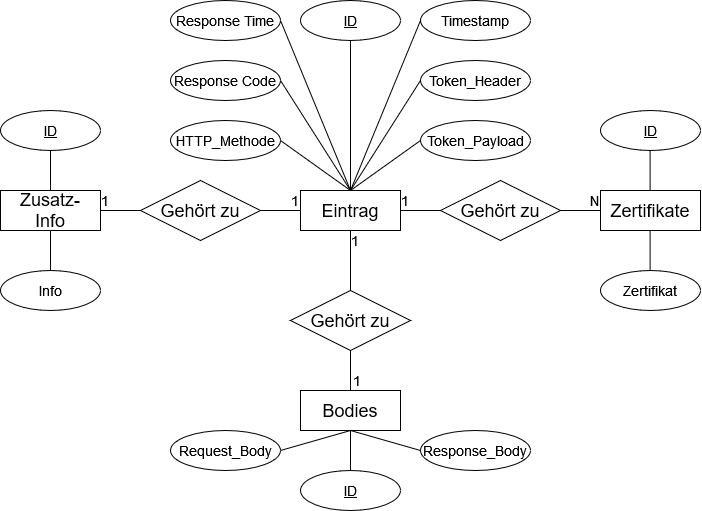 Response Time
ID
Timestamp
Response Code
Token_Header
ID
HTTP_Methode
Token_Payload
ID
Zusatz-
Info
1
Gehört zu
1
Eintrag
1
Gehört zu
N
Zertifikate
1
Info
Zertifikat
Gehört zu
1
Bodies
Request_Body
Response_Body
ID